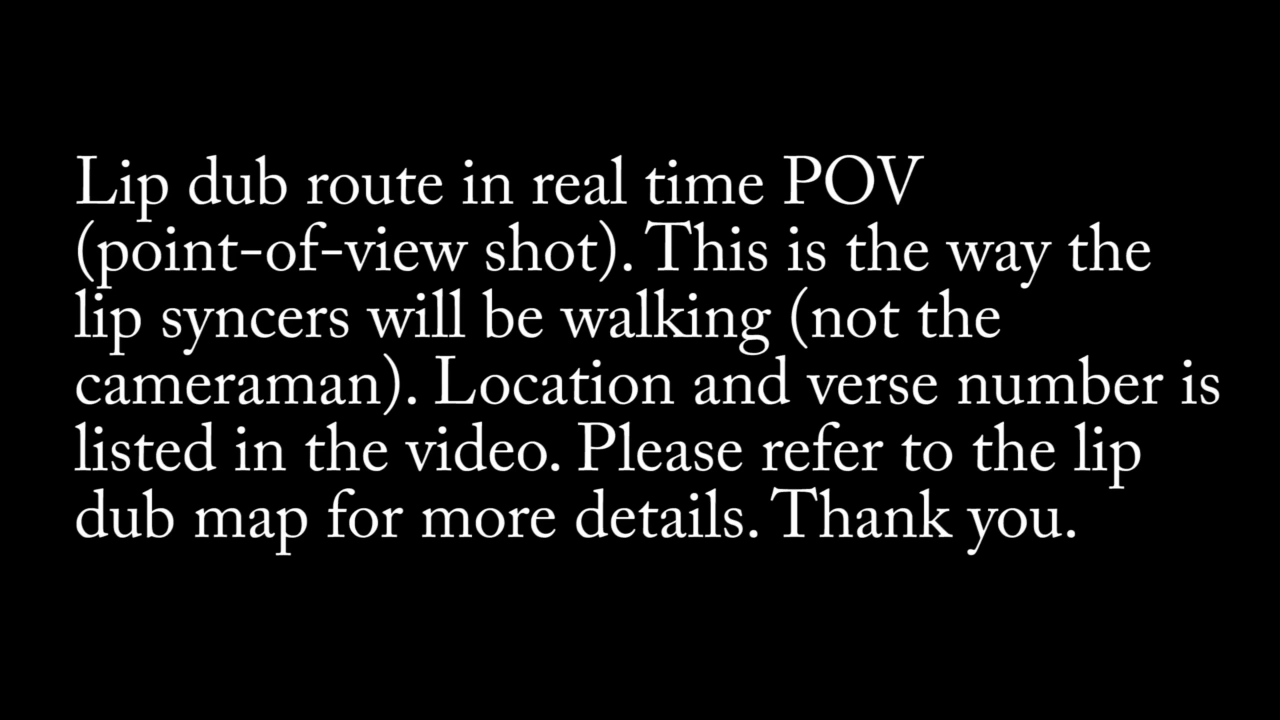 Lip dub route in real time POV
(point-of-view shot). This is the way the
lip syncers will be walking (not the
cameraman). Location and verse number is
listed in the video. Please refer to the lip
dub map for more details. Thank you.